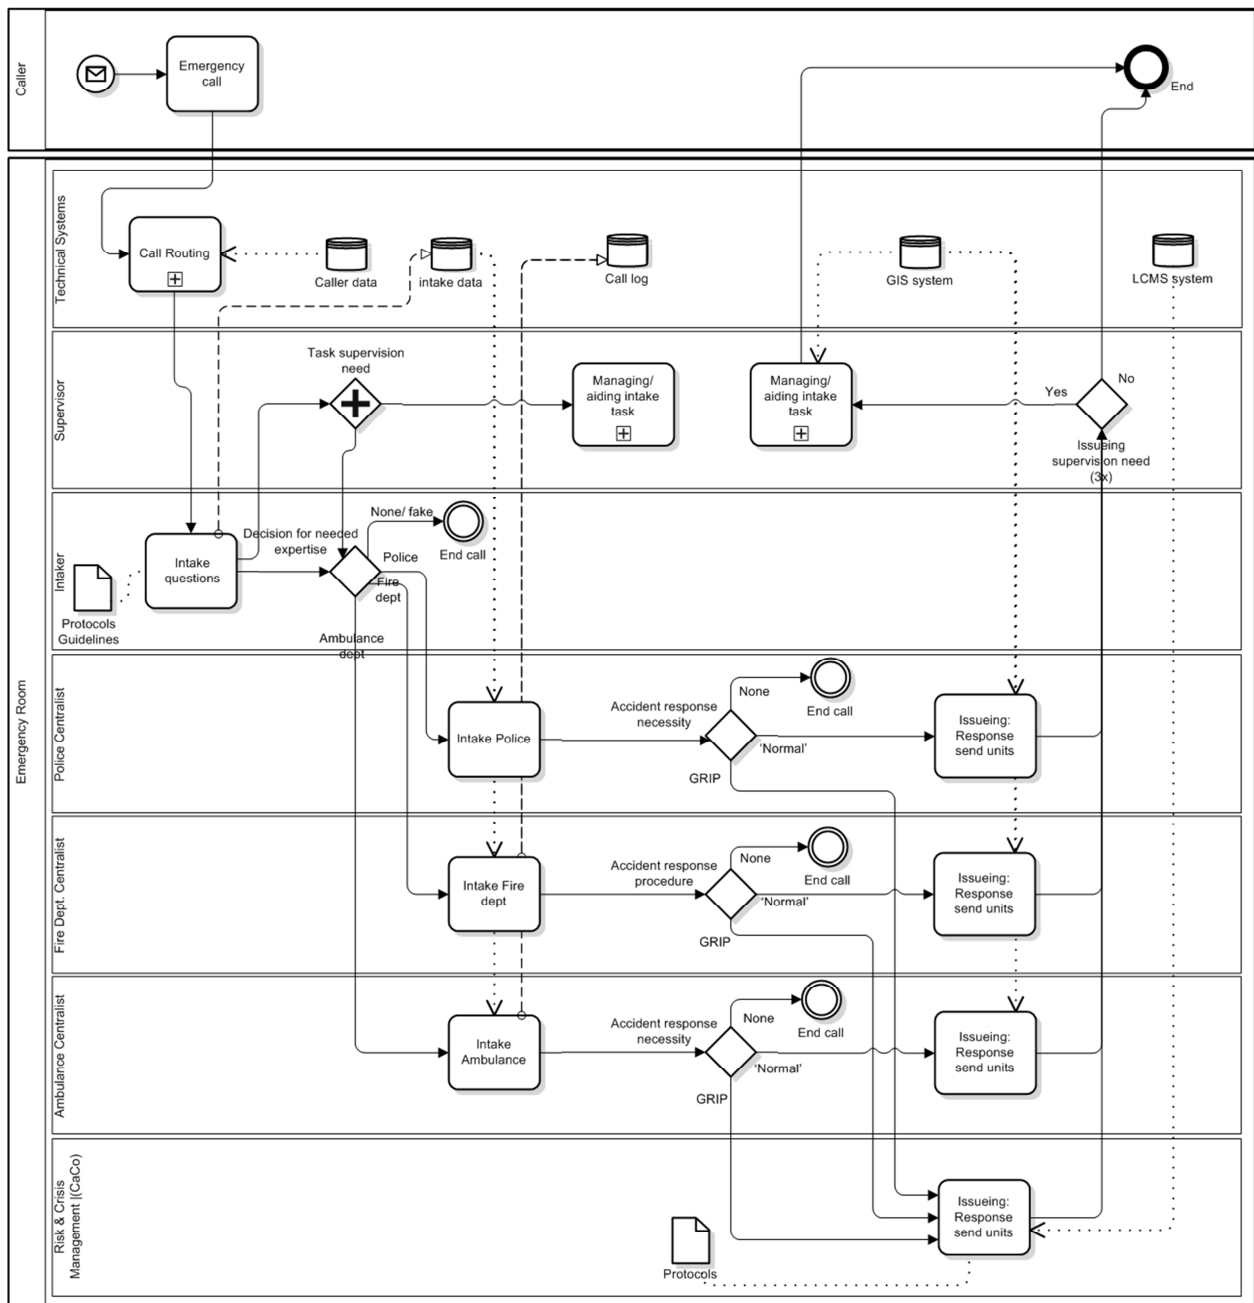 Caller
Emergency
call
End
Emergency Room
Technical Systems
Call Routing
Caller data
intake data
Call log
GIS system
LCMS system
Supervisor
Task supervision
need
Managing/
aiding intake
task
Managing/
aiding intake
task
Yes
No
Issueing
supervision need
(3x)
Intaker
Protocols
Guidelines
Intake
questions
Decision for needed
expertise
None/ fake
End call
Police
Fire
dept
Ambulance
dept
Police Centralist
Intake Police
Accident response
necessity
None
End call
'Normal'
GRIP
Issueing:
Response
send units
Fire Dept. Centralist
Intake Fire
dept
Accident response
procedure
None
End call
'Normal'
GRIP
Issueing:
Response
send units
Ambulance Centralist
Intake
Ambulance
Accident response
necessity
None
End call
'Normal'
GRIP
Issueing:
Response
send units
Risk & Crisis
Management |(CaCo)
Protocols
Issueing:
Response
send units